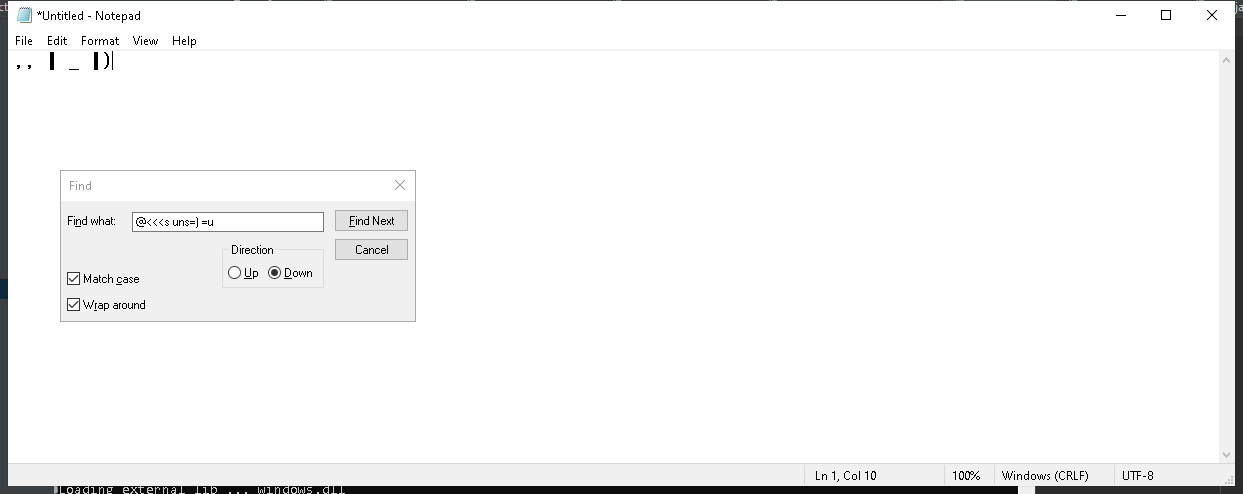 *Untitled - Notepad
File Edit Format View Help
,, ▌ _ ▐)
Find
Find what: @<<<s uns=) =u Find Next
Direction Cancel
Up Down
Match case
Wrap around
Ln 1, Col 10 100% Windows (CRLF) UTF-8
Loading external lib ... windows.dll